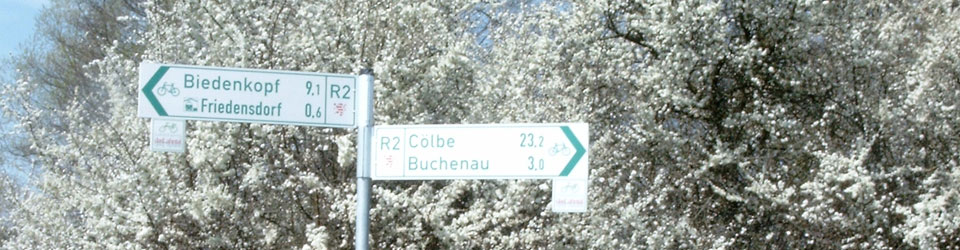 Biedenkopf 9,1 R2
Friedensdorf 0,6
R2 Cölbe 23,2
Buchenau 3,0